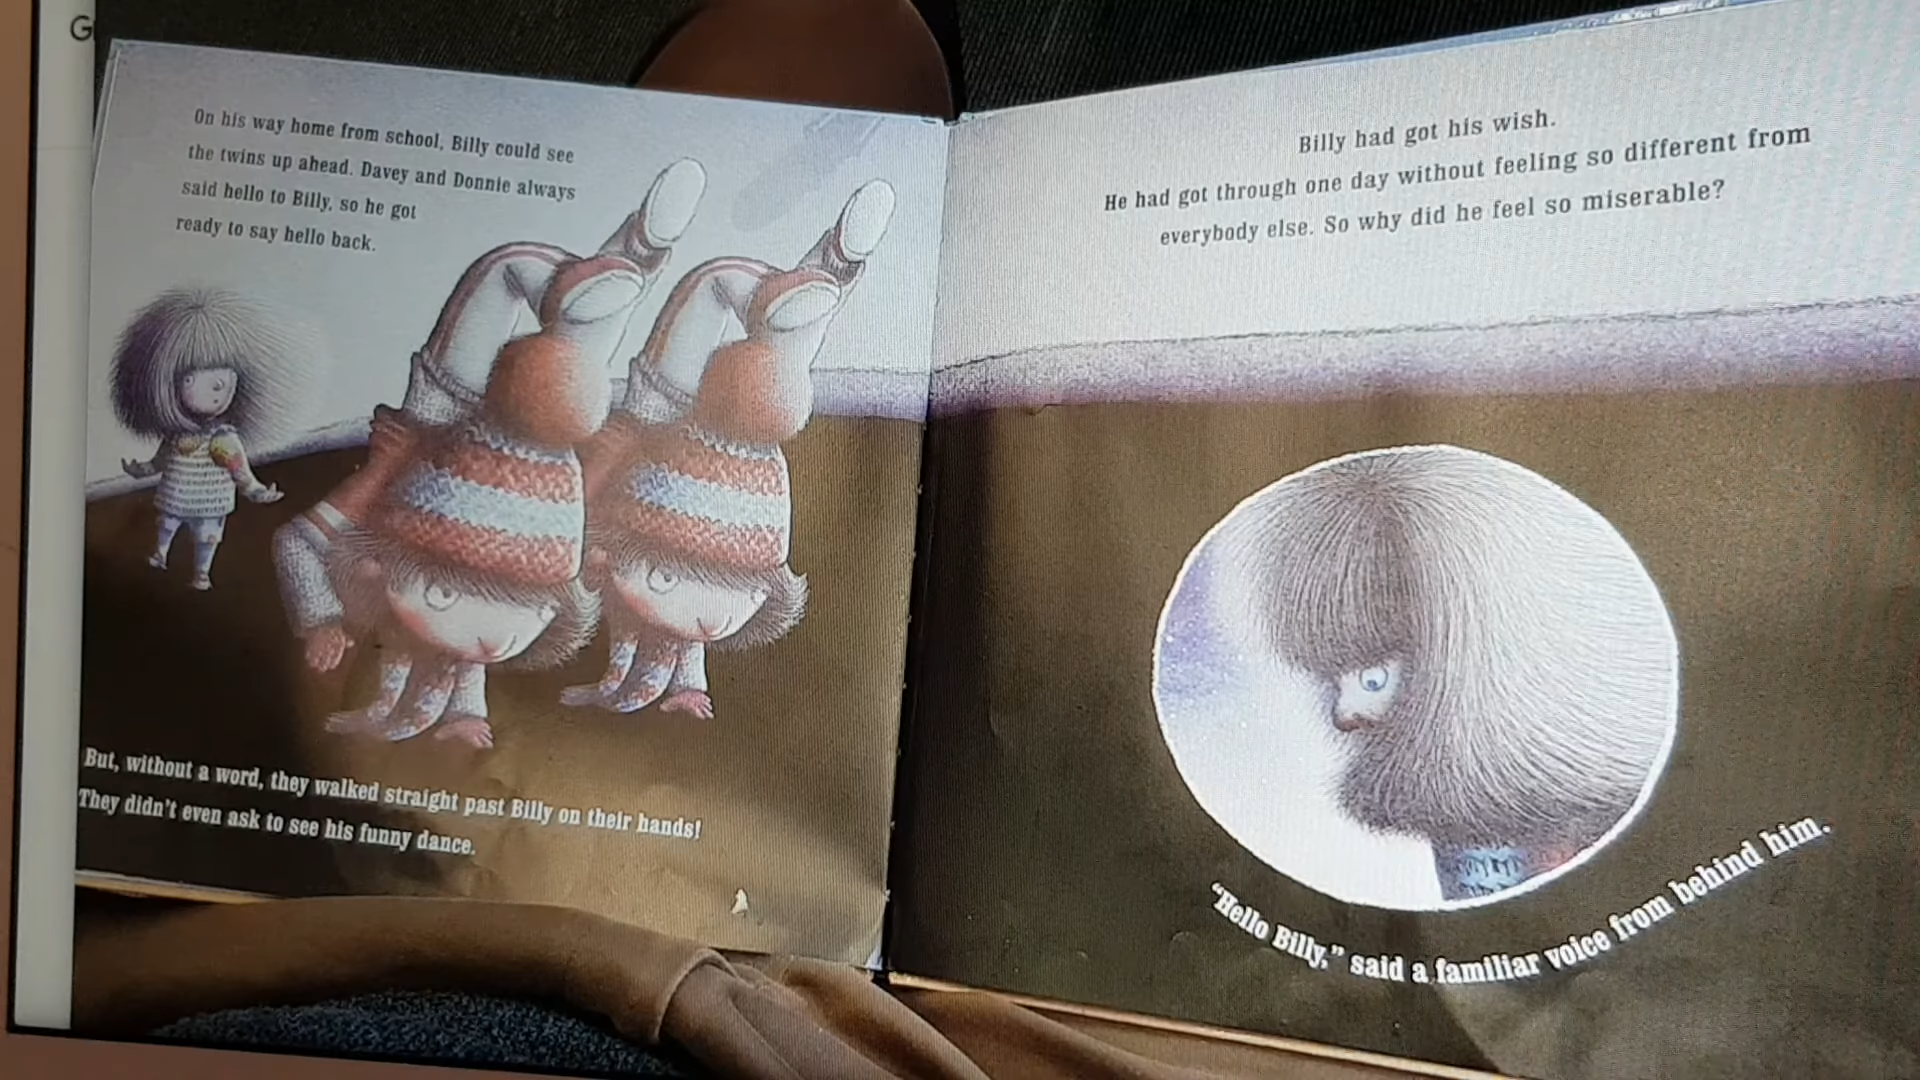 G
On his way home from school, Billy could see
the twins up ahead. Davey and Donnie always
said hello to Billy, so he got
ready to say hello back.
But, without a word, they walked straight past Billy on their hands!
They didn't even ask to see his funny dance.
Billy had got his wish.
He had got through one day without feeling so different from
everybody else. So why did he feel so miserable?
"Hello Billy," said a familiar voice from behind him.